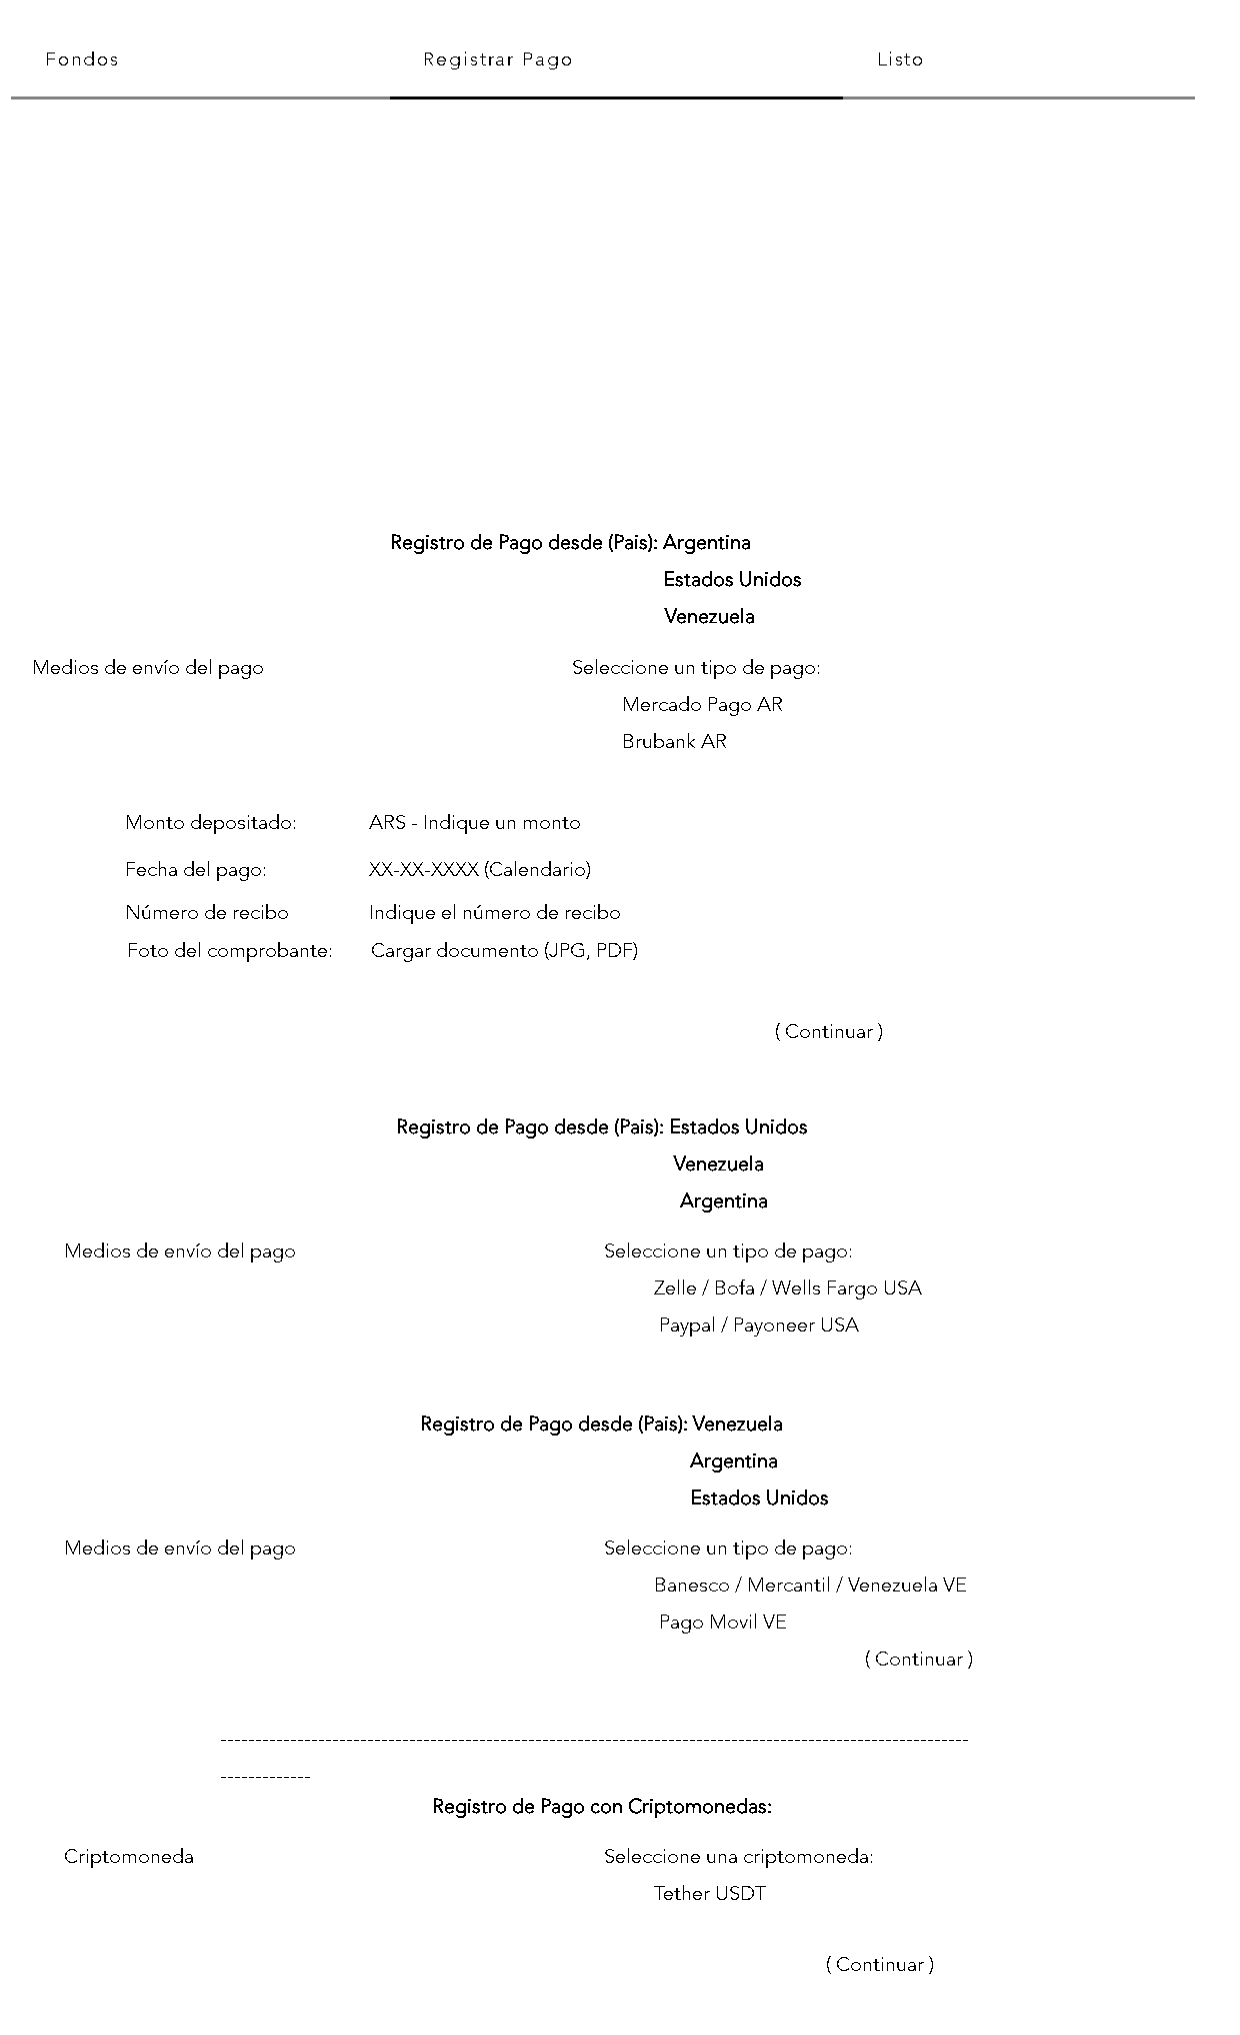 Fondos Registrar Pago Listo
Registro de Pago desde (Pais): Argentina
Estados Unidos
Venezuela
Medios de envío del pago Seleccione un tipo de pago:
Mercado Pago AR
Brubank AR
Monto depositado: ARS - Indique un monto
Fecha del pago: XX-XX-XXXX (Calendario)
Número de recibo Indique el número de recibo
Foto del comprobante: Cargar documento (JPG, PDF)
( Continuar )
Registro de Pago desde (Pais): Estados Unidos
Venezuela
Argentina
Medios de envío del pago Seleccione un tipo de pago:
Zelle / Bofa / Wells Fargo USA
Paypal / Payoneer USA
Registro de Pago desde (Pais): Venezuela
Argentina
Estados Unidos
Medios de envío del pago Seleccione un tipo de pago:
Banesco / Mercantil / Venezuela VE
Pago Movil VE
( Continuar )
-----------------------------------------------------------------------------------------------------------
-------------
Registro de Pago con Criptomonedas:
Criptomoneda Seleccione una criptomoneda:
Tether USDT
( Continuar )